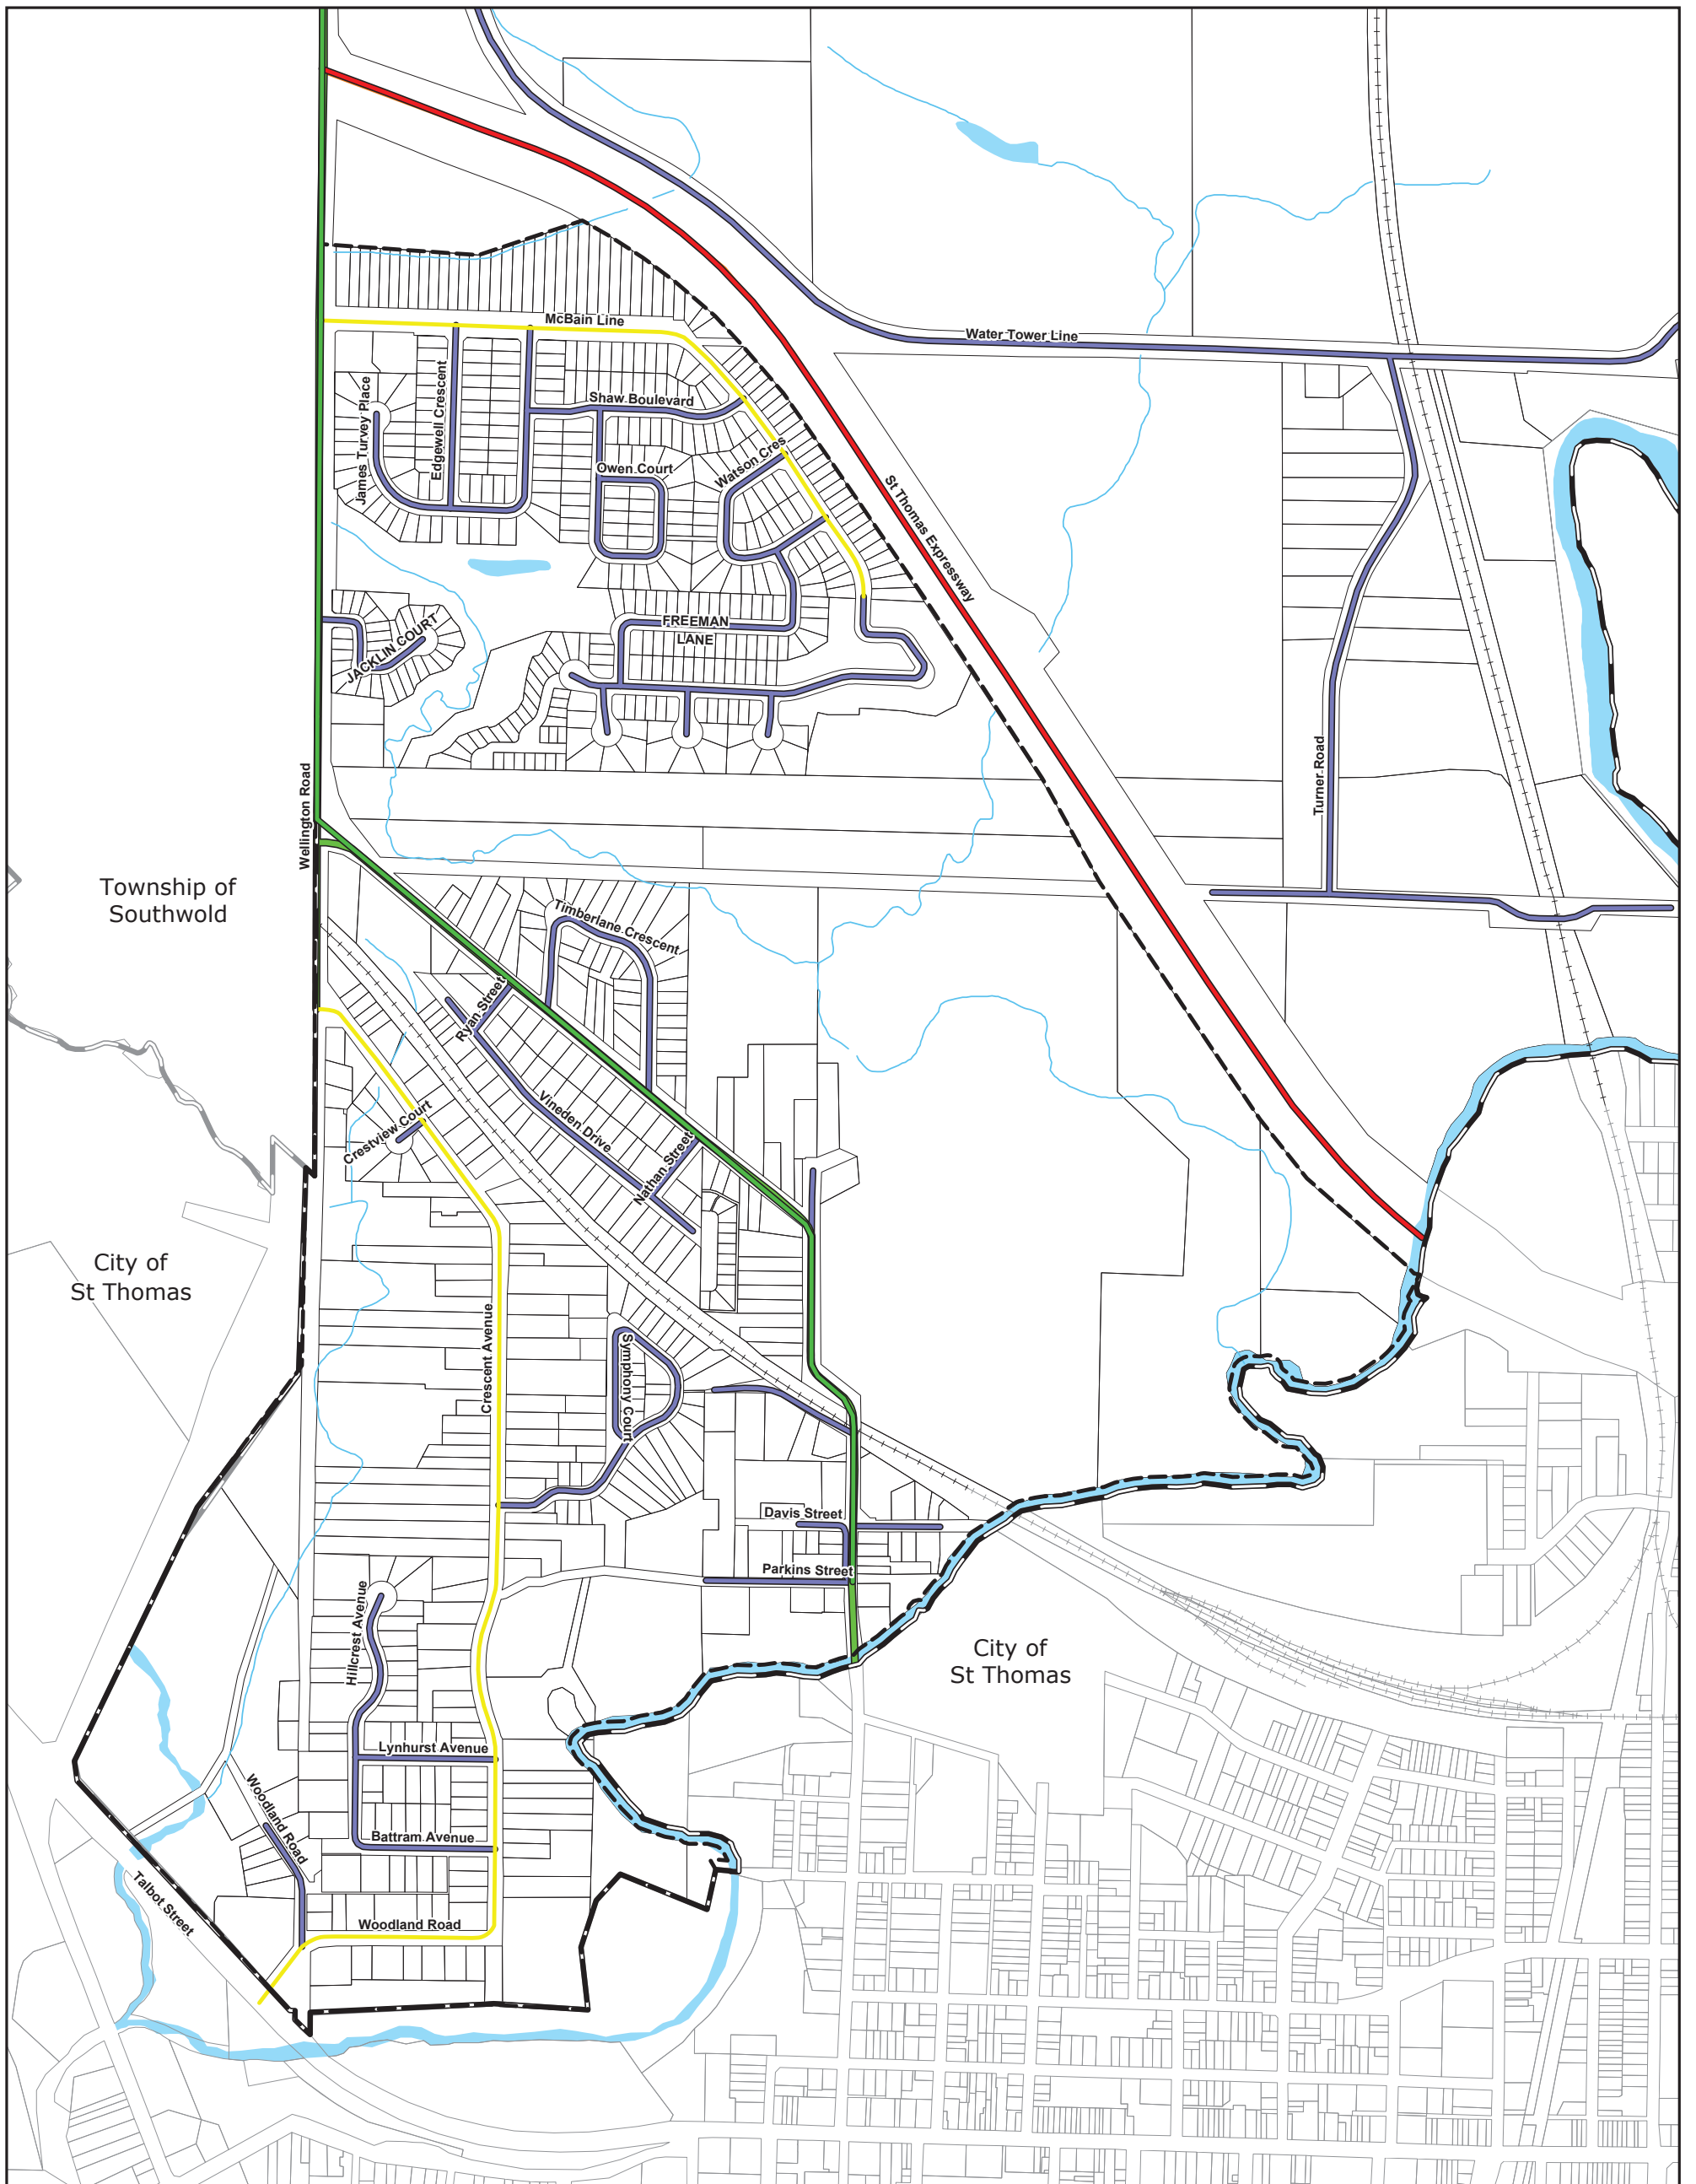 McBain Line
Water Tower Line
James Turvey Place
Edgewell Crescent
Shaw Boulevard
Owen Court
Watson Cres
St Thomas Expressway
FREEMAN
LANE
JACKLIN COURT
Wellington Road
Turner Road
Township of
Southwold
Timberlane Crescent
Ryan Street
Vineden Drive
Nathan Street
Crestview Court
City of
St Thomas
Crescent Avenue
Symphony Court
Davis Street
Parkins Street
Hillcrest Avenue
City of
St Thomas
Lynhurst Avenue
Woodland Road
Battram Avenue
Talbot Street
Woodland Road